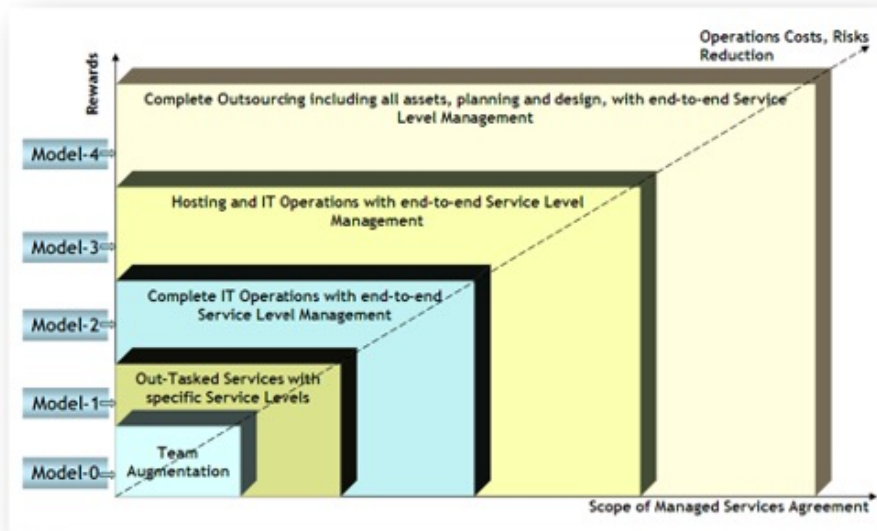 Operations Costs, Risks
Reduction
Rewards
Complete Outsourcing including all assets, planning and design, with end-to-end Service
Level Management
Model-4
Hosting and IT Operations with end-to-end Service Level
Management
Model-3
Complete IT Operations with end-to-end
Service Level Management
Model-2
Out-Tasked Services with
specific Service Levels
Model-1
Team
Augmentation
Model-0
Scope of Managed Services Agreement